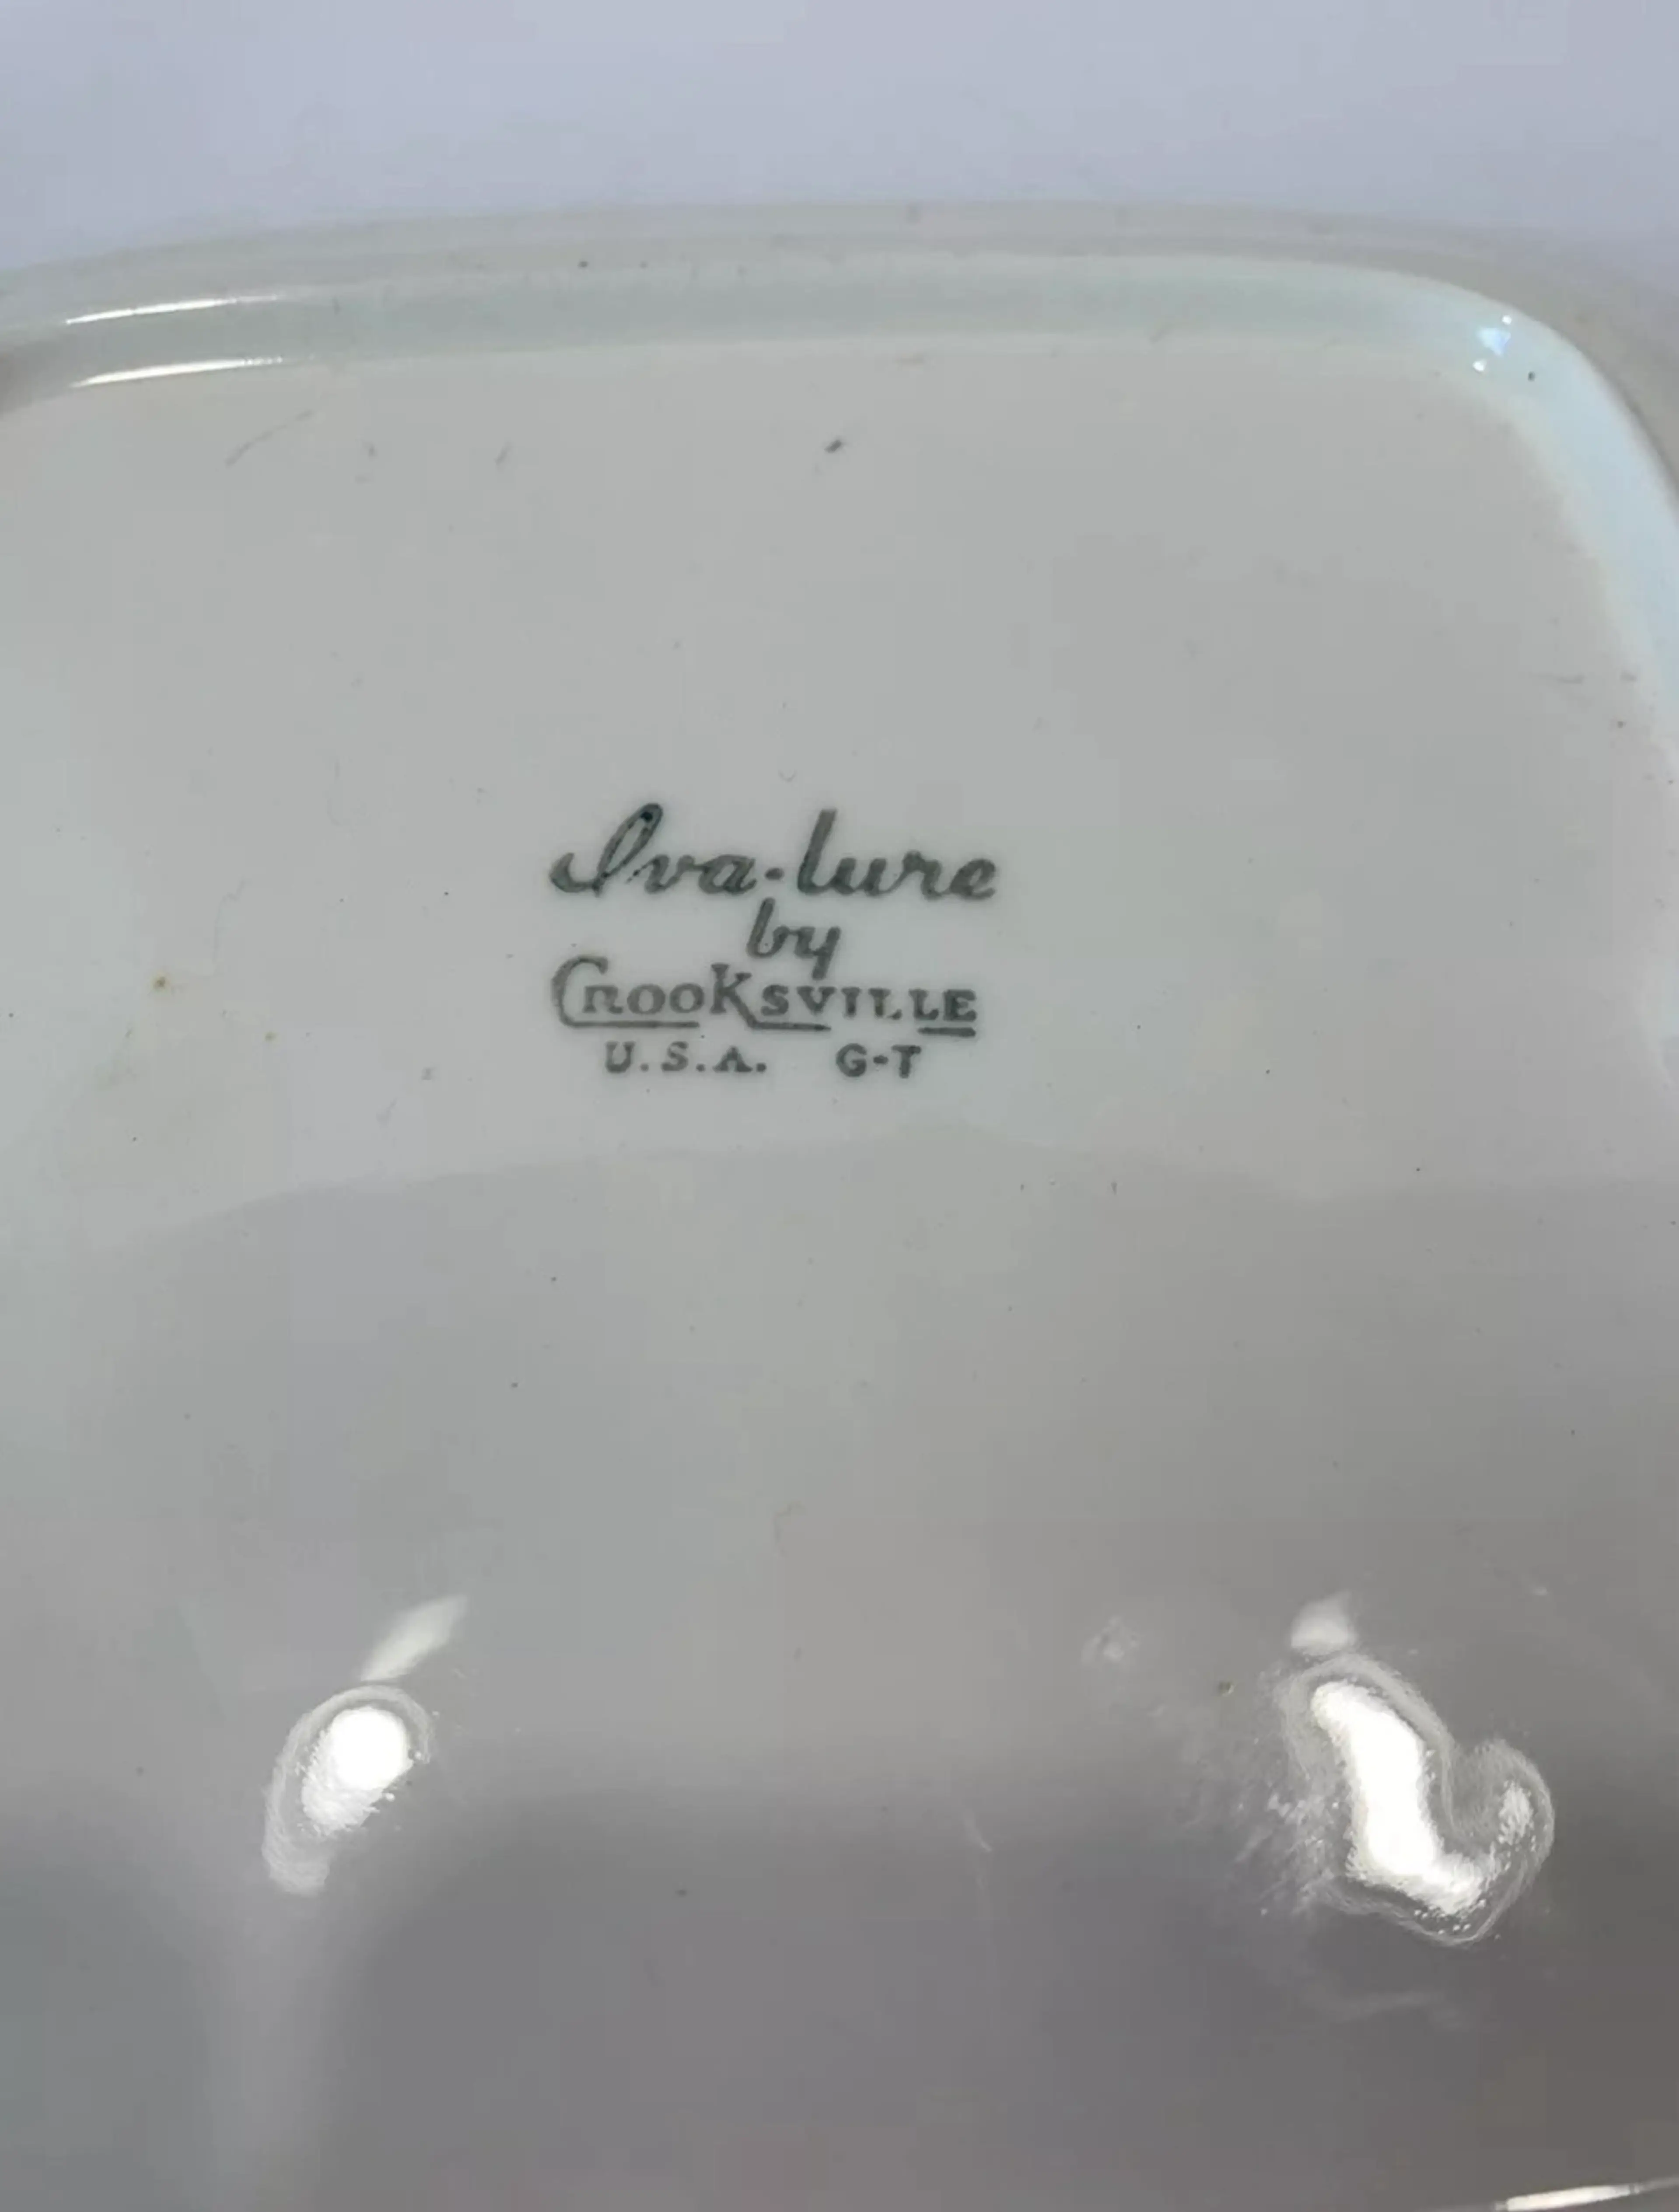 Iva-lure
by
CROOKSVILLE
U.S.A. G-T